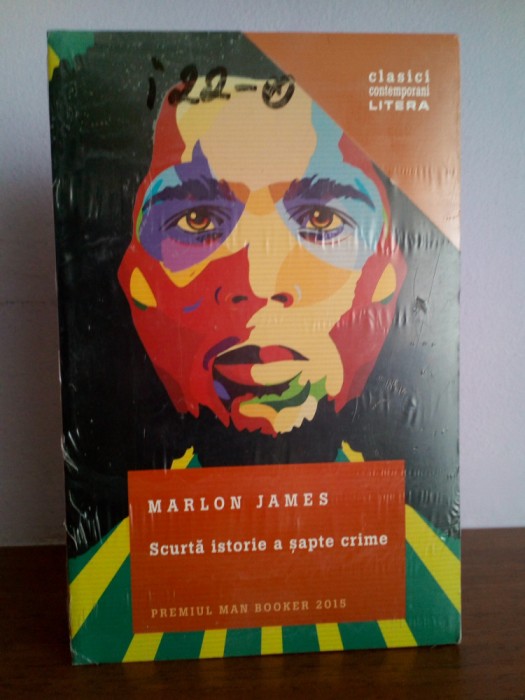 clasici
contemporani
LITERA
MARLON JAMES
Scurtă istorie a șapte crime
PREMIUL MAN BOOKER 2015